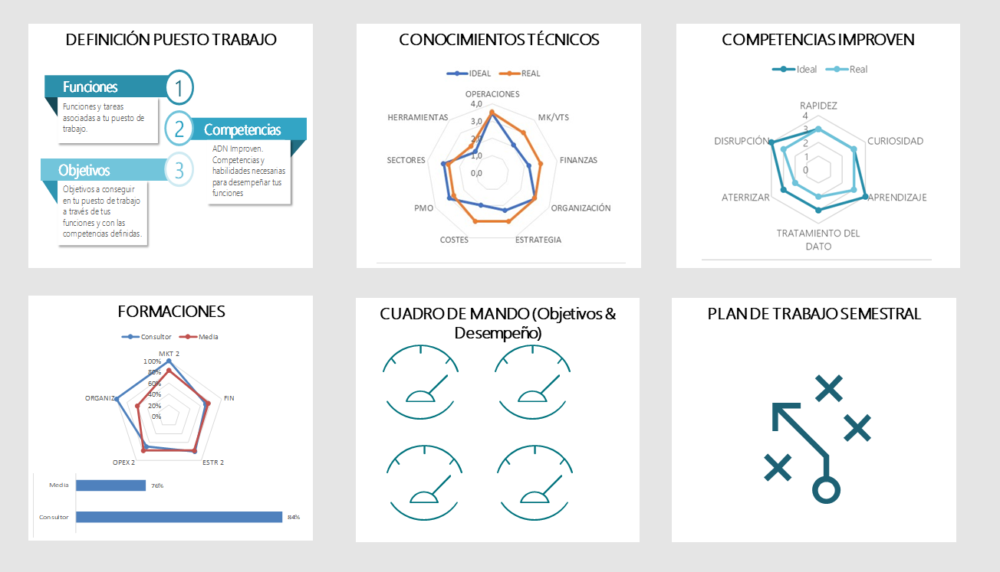 DEFINICIÓN PUESTO TRABAJO
Funciones
1
Funciones y tareas
asociadas a tu puesto de
trabajo.
2
Competencias
ADN Improven.
Competencias y
habilidades necesarias
para desempeñar tus
funciones
Objetivos
3
Objetivos a conseguir
en tu puesto de trabajo
a través de tus
funciones y con las
competencias definidas.
CONOCIMIENTOS TÉCNICOS
IDEAL REAL
OPERACIONES
4,0
HERRAMIENTAS
MK/VTS
3,0
2,0
SECTORES
1,0
FINANZAS
0,0
PMO
ORGANIZACIÓN
COSTES
ESTRATEGIA
COMPETENCIAS IMPROVEN
Ideal Real
RAPIDEZ
4
3
DISRUPCIÓN
2
CURIOSIDAD
1
0
ATERRIZAR
APRENDIZAJE
TRATAMIENTO DEL
DATO
FORMACIONES
Consultor Media
MKT 2
100%
80%
60%
ORGANIZ
40%
FIN
20%
0%
OPEX 2
ESTR 2
Media 76%
Consultor 84%
CUADRO DE MANDO (Objetivos &
Desempeño)
PLAN DE TRABAJO SEMESTRAL